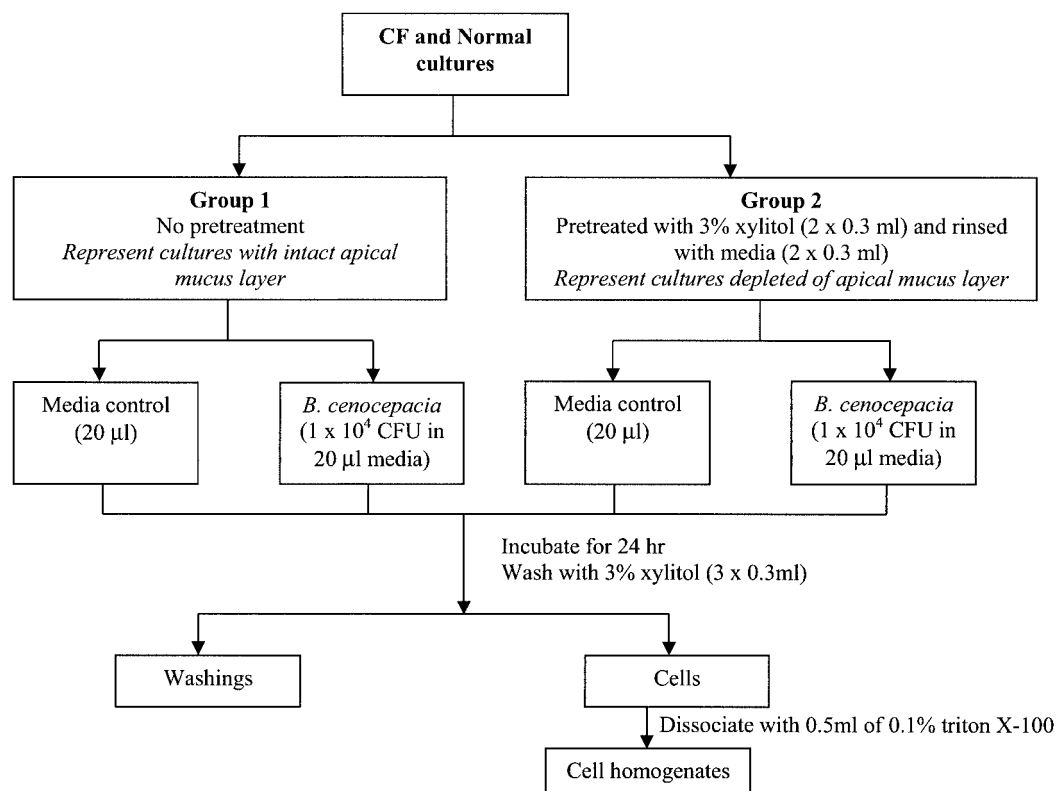 CF and Normal
cultures
Group 1
No pretreatment
Represent cultures with intact apical
mucus layer
Group 2
Pretreated with 3% xylitol (2 x 0.3 ml) and rinsed
with media (2 x 0.3 ml)
Represent cultures depleted of apical mucus layer
Media control
(20 μl)
B. cenocepacia
(1 x 10⁴ CFU in
20 μl media)
Media control
(20 μl)
B. cenocepacia
(1 x 10⁴ CFU in
20 μl media)
Incubate for 24 hr
Wash with 3% xylitol (3 x 0.3ml)
Washings
Cells
Dissociate with 0.5ml of 0.1% triton X-100
Cell homogenates